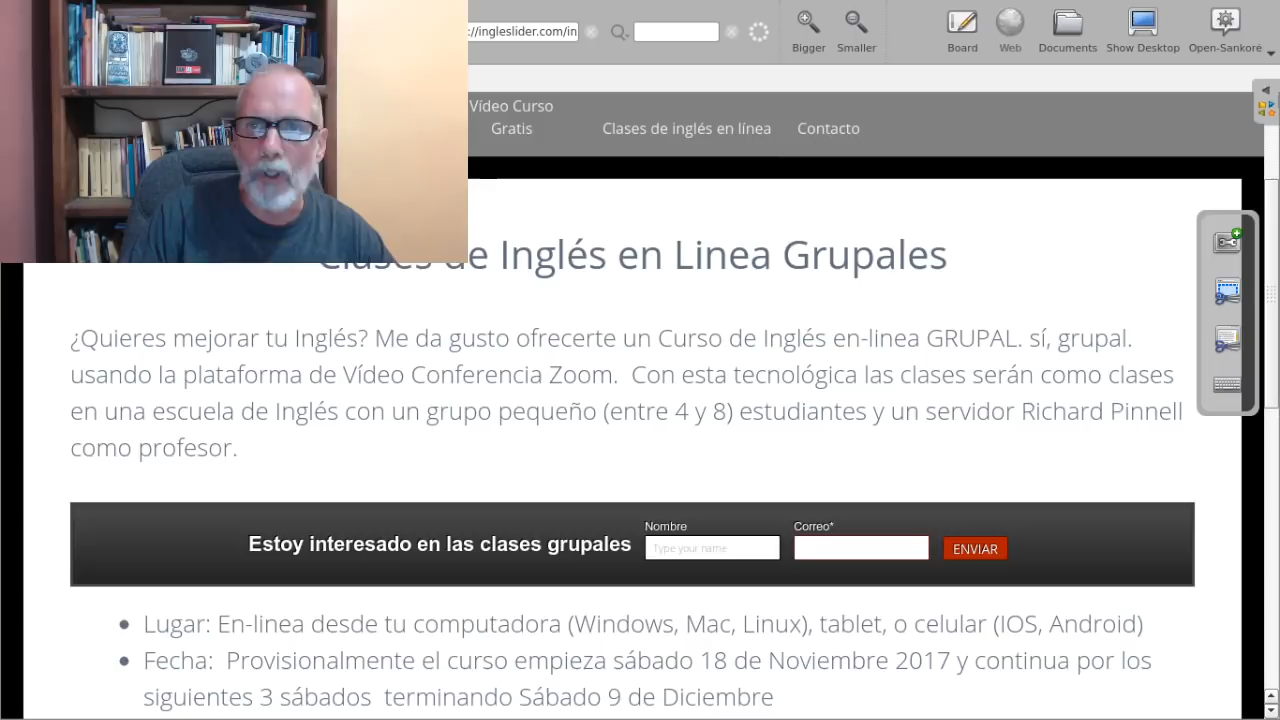 ://ingleslider.com/in
Bigger
Smaller
Board
Web
Documents
Show Desktop
Open-Sankoré
Vídeo Curso
Gratis
Clases de inglés en línea
Contacto
Clases de Inglés en Linea Grupales
¿Quieres mejorar tu Inglés? Me da gusto ofrecerte un Curso de Inglés en-linea GRUPAL. sí, grupal.
usando la plataforma de Vídeo Conferencia Zoom. Con esta tecnológica las clases serán como clases
en una escuela de Inglés con un grupo pequeño (entre 4 y 8) estudiantes y un servidor Richard Pinnell
como profesor.
Nombre
Correo*
Estoy interesado en las clases grupales
Type your name
ENVIAR
Lugar: En-linea desde tu computadora (Windows, Mac, Linux), tablet, o celular (IOS, Android)
Fecha: Provisionalmente el curso empieza sábado 18 de Noviembre 2017 y continua por los
siguientes 3 sábados terminando Sábado 9 de Diciembre